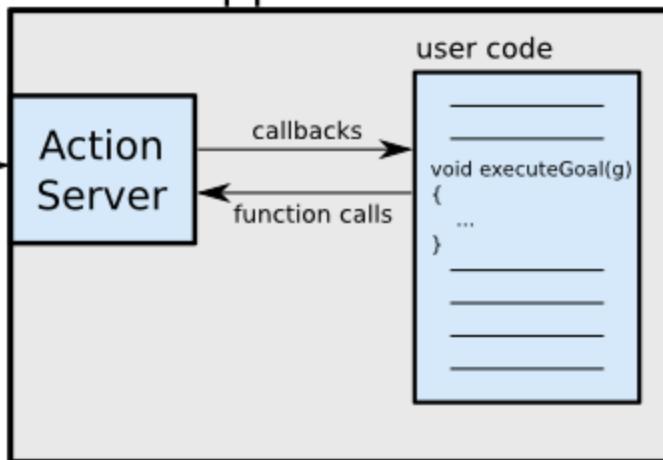 user code
Action
Server
callbacks
function calls
void executeGoal(g)
{
...
}